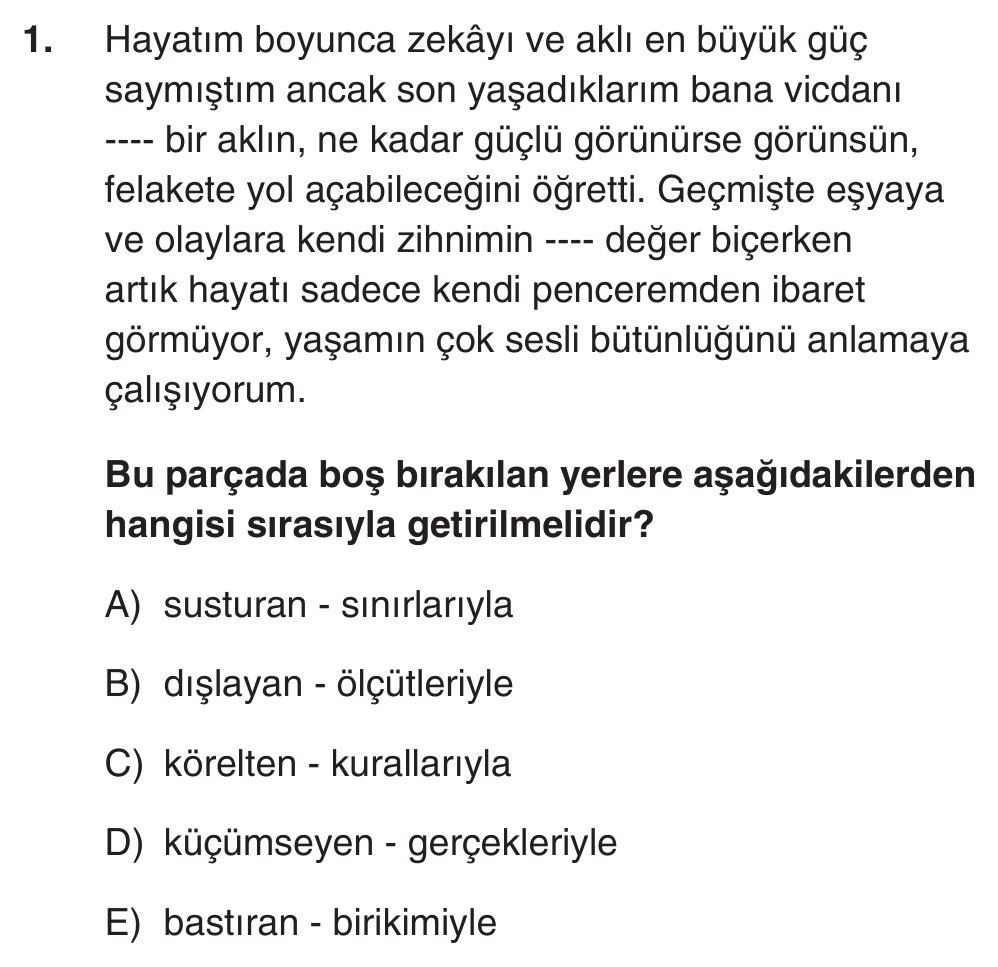 1. Hayatım boyunca zekâyı ve aklı en büyük güç
saymıştım ancak son yaşadıklarım bana vicdanı
---- bir aklın, ne kadar güçlü görünürse görünsün,
felakete yol açabileceğini öğretti. Geçmişte eşyaya
ve olaylara kendi zihnimin ---- değer biçerken
artık hayatı sadece kendi penceremden ibaret
görmüyor, yaşamın çok sesli bütünlüğünü anlamaya
çalışıyorum.
Bu parçada boş bırakılan yerlere aşağıdakilerden
hangisi sırasıyla getirilmelidir?
A) susturan - sınırlarıyla
B) dışlayan - ölçütleriyle
C) körelten - kurallarıyla
D) küçümseyen - gerçekleriyle
E) bastıran - birikimiyle